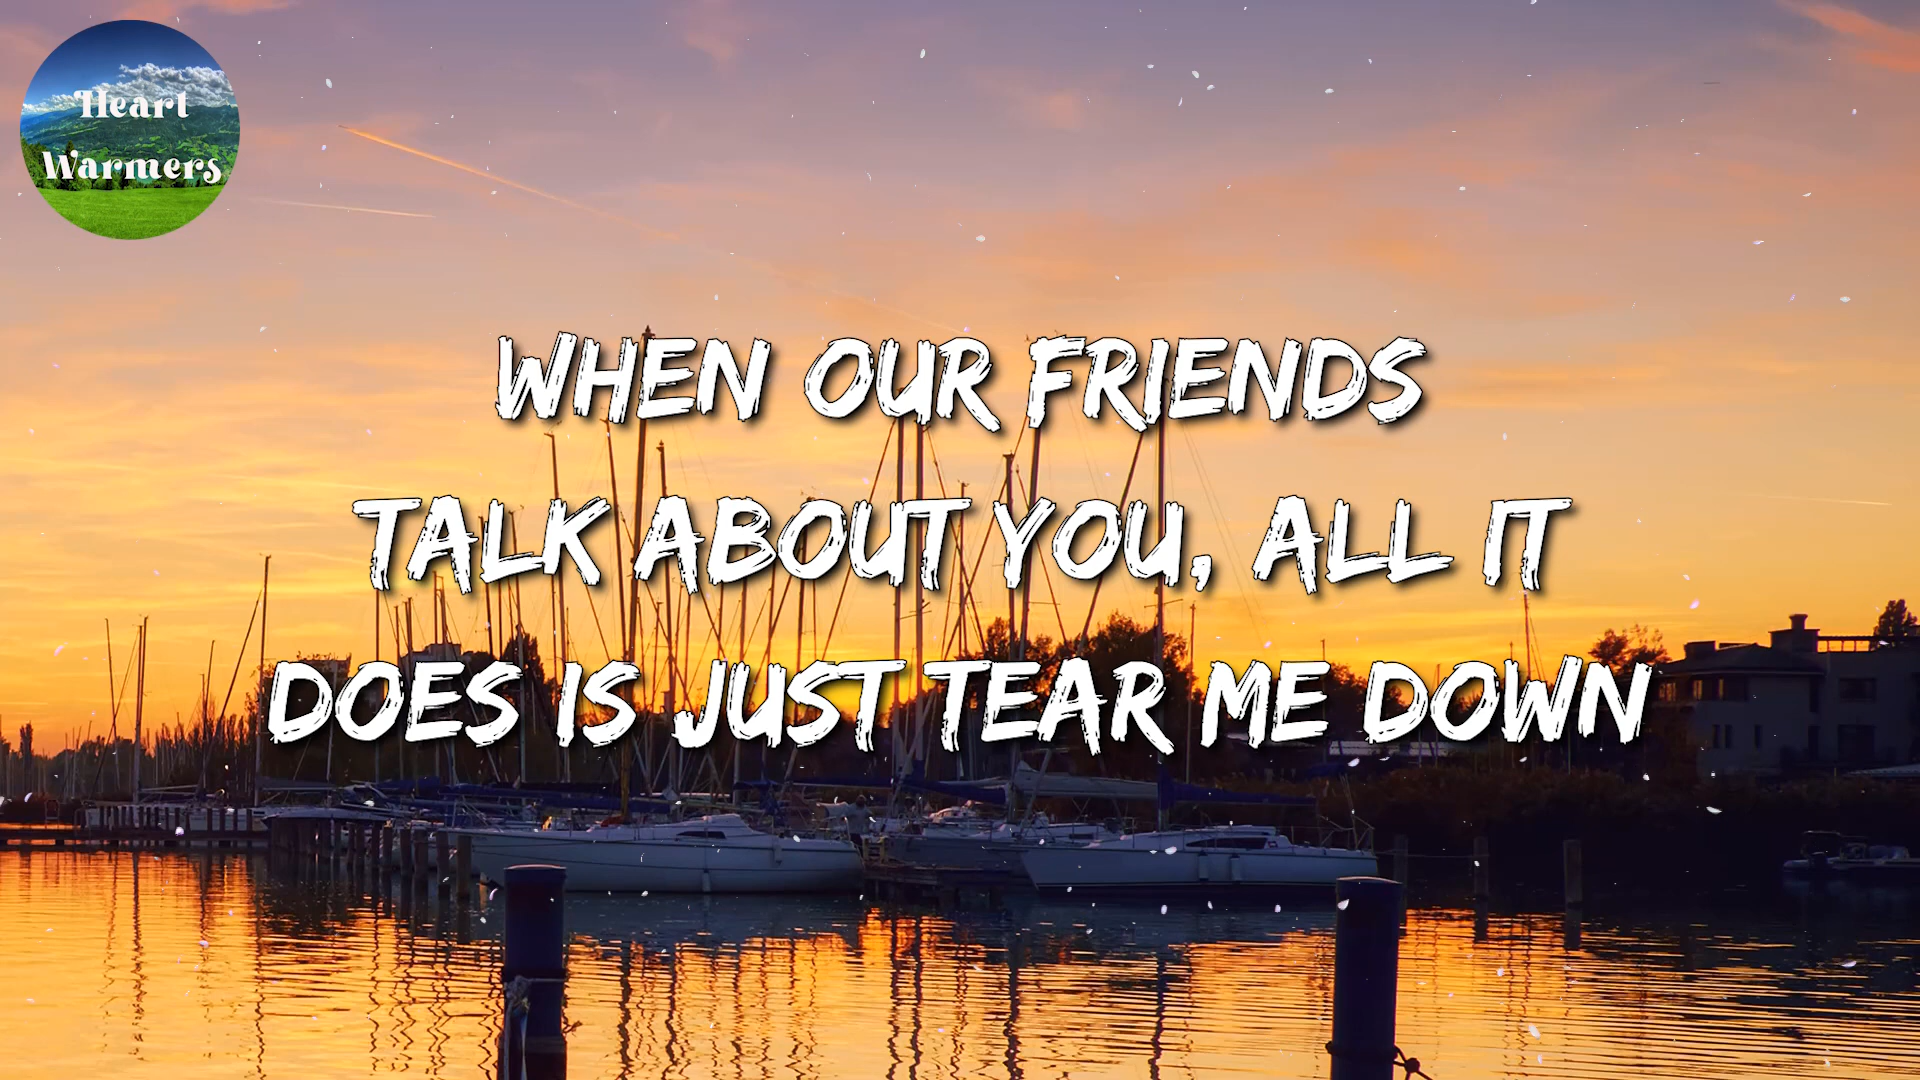 Heart
Warmers
WHEN OUR FRIENDS
TALK ABOUT YOU, ALL IT
DOES IS JUST TEAR ME DOWN